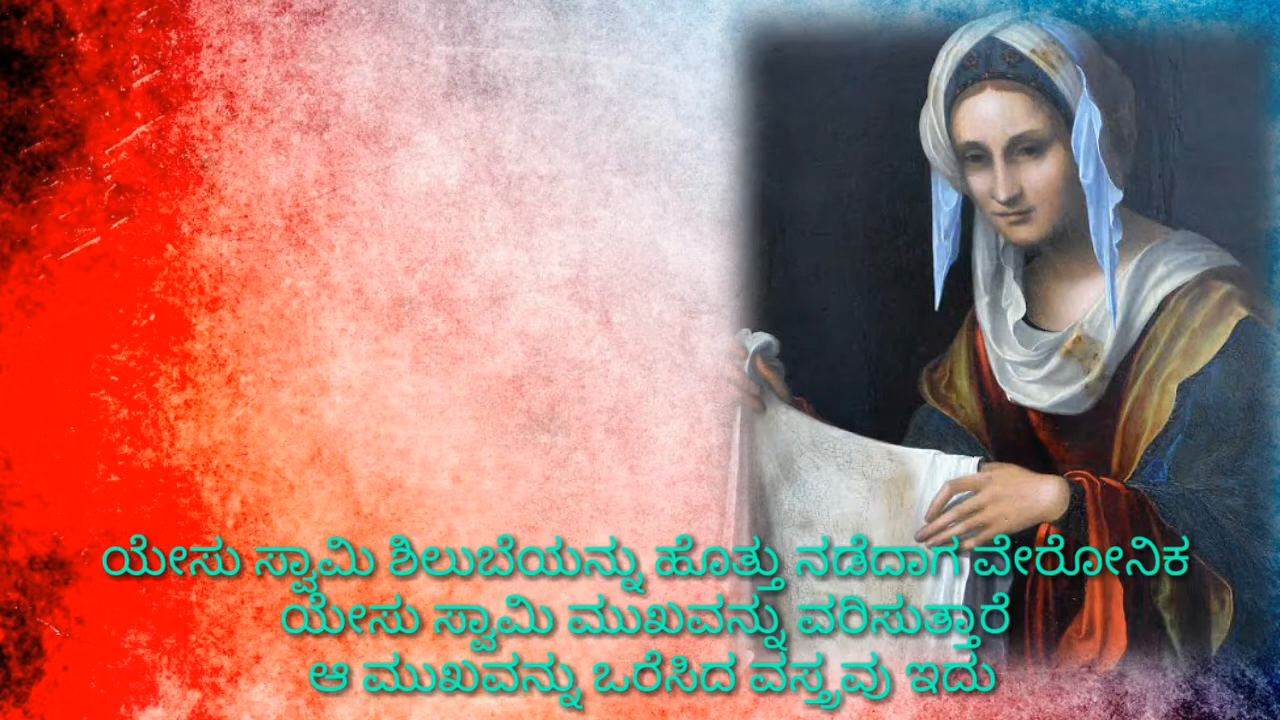 ಯೇಸು ಸ್ವಾಮಿ ಶಿಲುಬೆಯನ್ನು ಹೊತ್ತು ನಡೆದಾಗ ವೇರೋನಿಕ
ಯೇಸು ಸ್ವಾಮಿ ಮುಖವನ್ನು ವರಿಸುತ್ತಾರೆ
ಆ ಮುಖವನ್ನು ಒರೆಸಿದ ವಸ್ತ್ರವು ಇದು